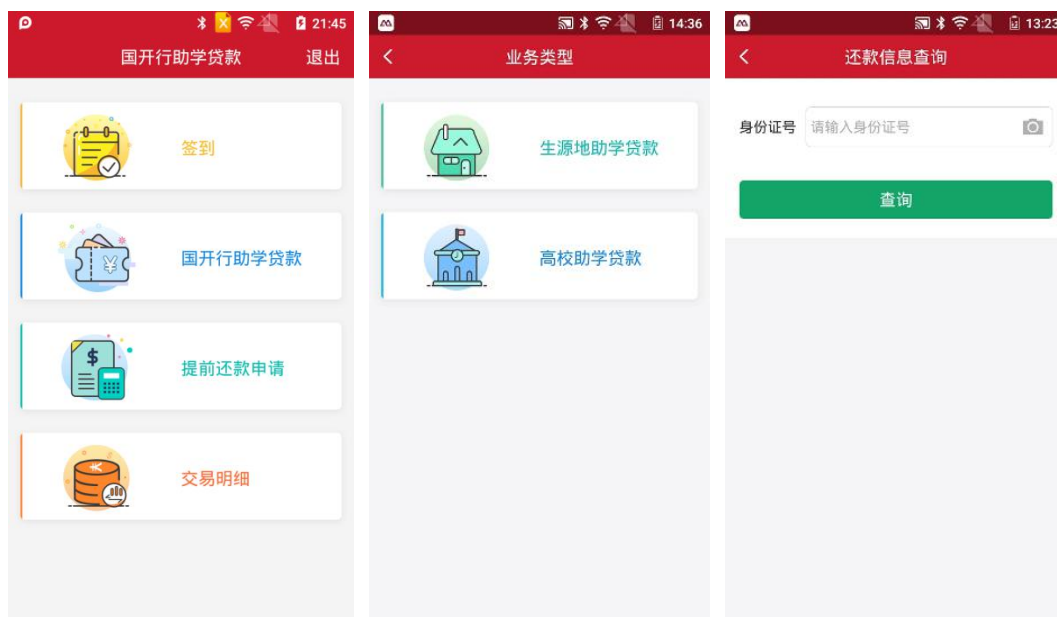 21:45
国开行助学贷款 退出
签到
国开行助学贷款
提前还款申请
交易明细
14:36
业务类型
生源地助学贷款
高校助学贷款
13:23
还款信息查询
身份证号 请输入身份证号
查询